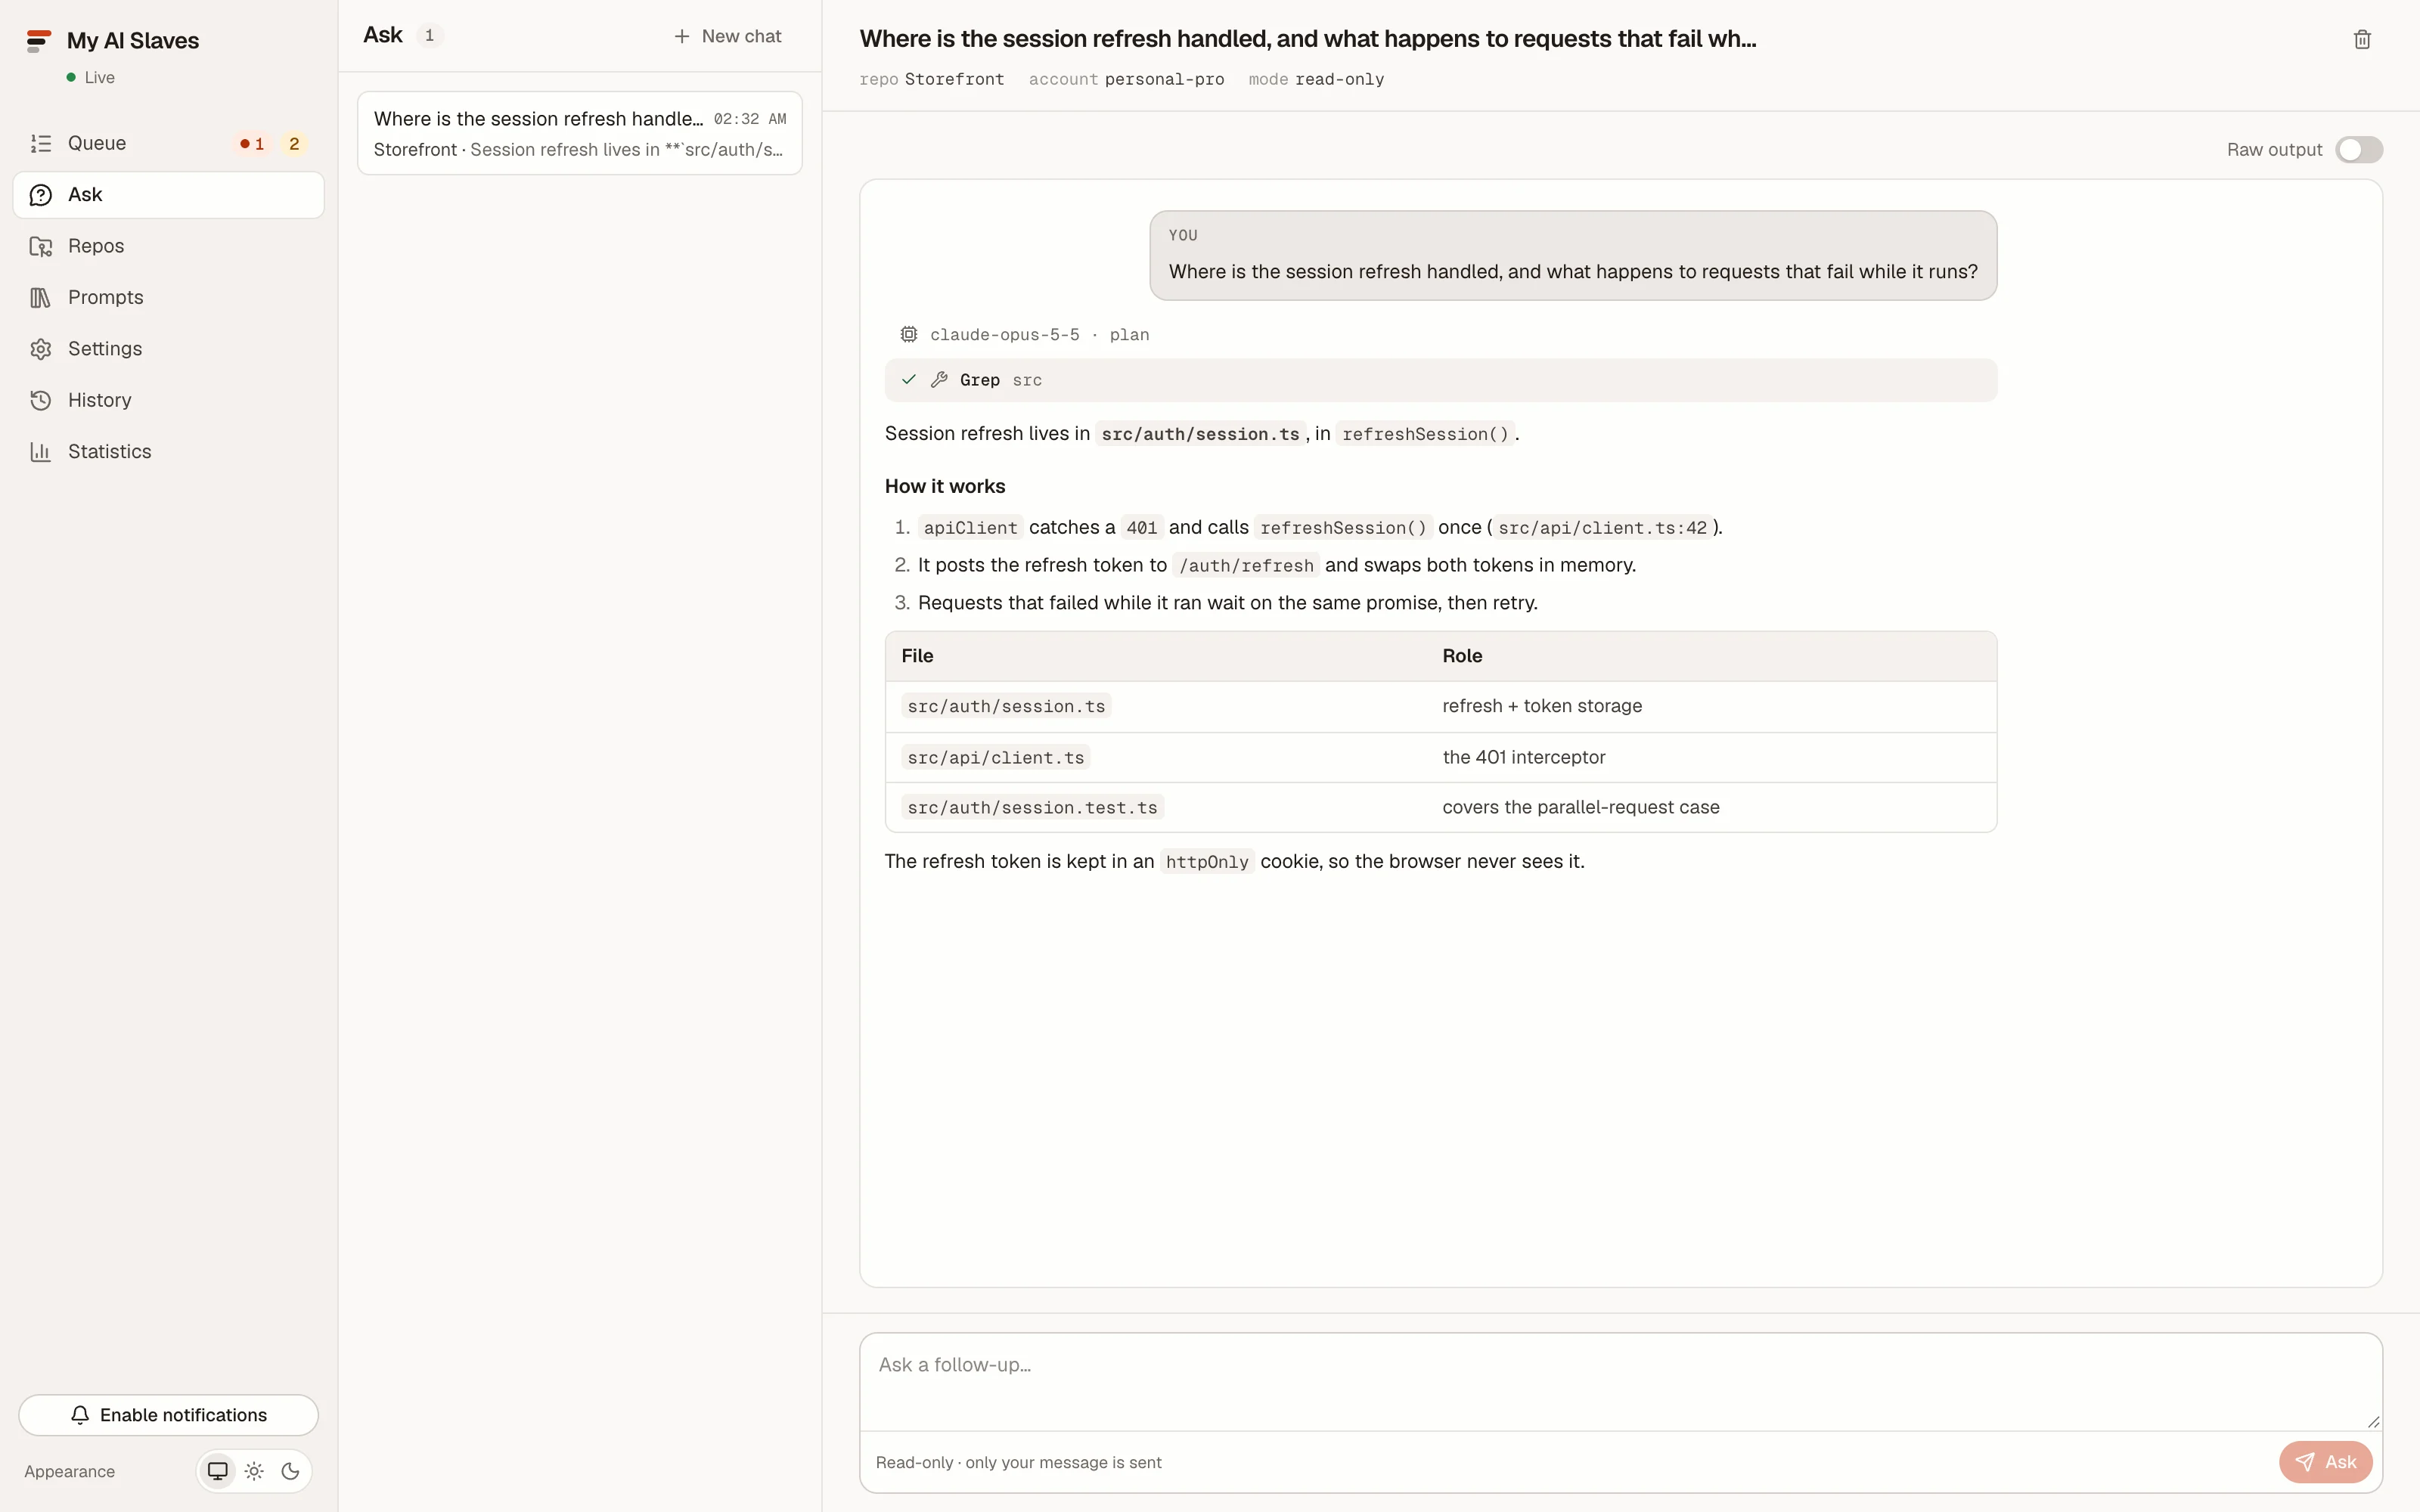 My AI Slaves
Live
Queue 1 2
Ask
Repos
Prompts
Settings
History
Statistics
Enable notifications
Appearance
Ask 1
New chat
Where is the session refresh handle... 02:32 AM
Storefront · Session refresh lives in **`src/auth/s...
Where is the session refresh handled, and what happens to requests that fail wh...
repo Storefront account personal-pro mode read-only
Raw output
YOU
Where is the session refresh handled, and what happens to requests that fail while it runs?
claude-opus-5-5 · plan
Grep src
Session refresh lives in src/auth/session.ts, in refreshSession().
How it works
1. apiClient catches a 401 and calls refreshSession() once (src/api/client.ts:42).
2. It posts the refresh token to /auth/refresh and swaps both tokens in memory.
3. Requests that failed while it ran wait on the same promise, then retry.
File Role
src/auth/session.ts refresh + token storage
src/api/client.ts the 401 interceptor
src/auth/session.test.ts covers the parallel-request case
The refresh token is kept in an httpOnly cookie, so the browser never sees it.
Ask a follow-up...
Read-only · only your message is sent
Ask